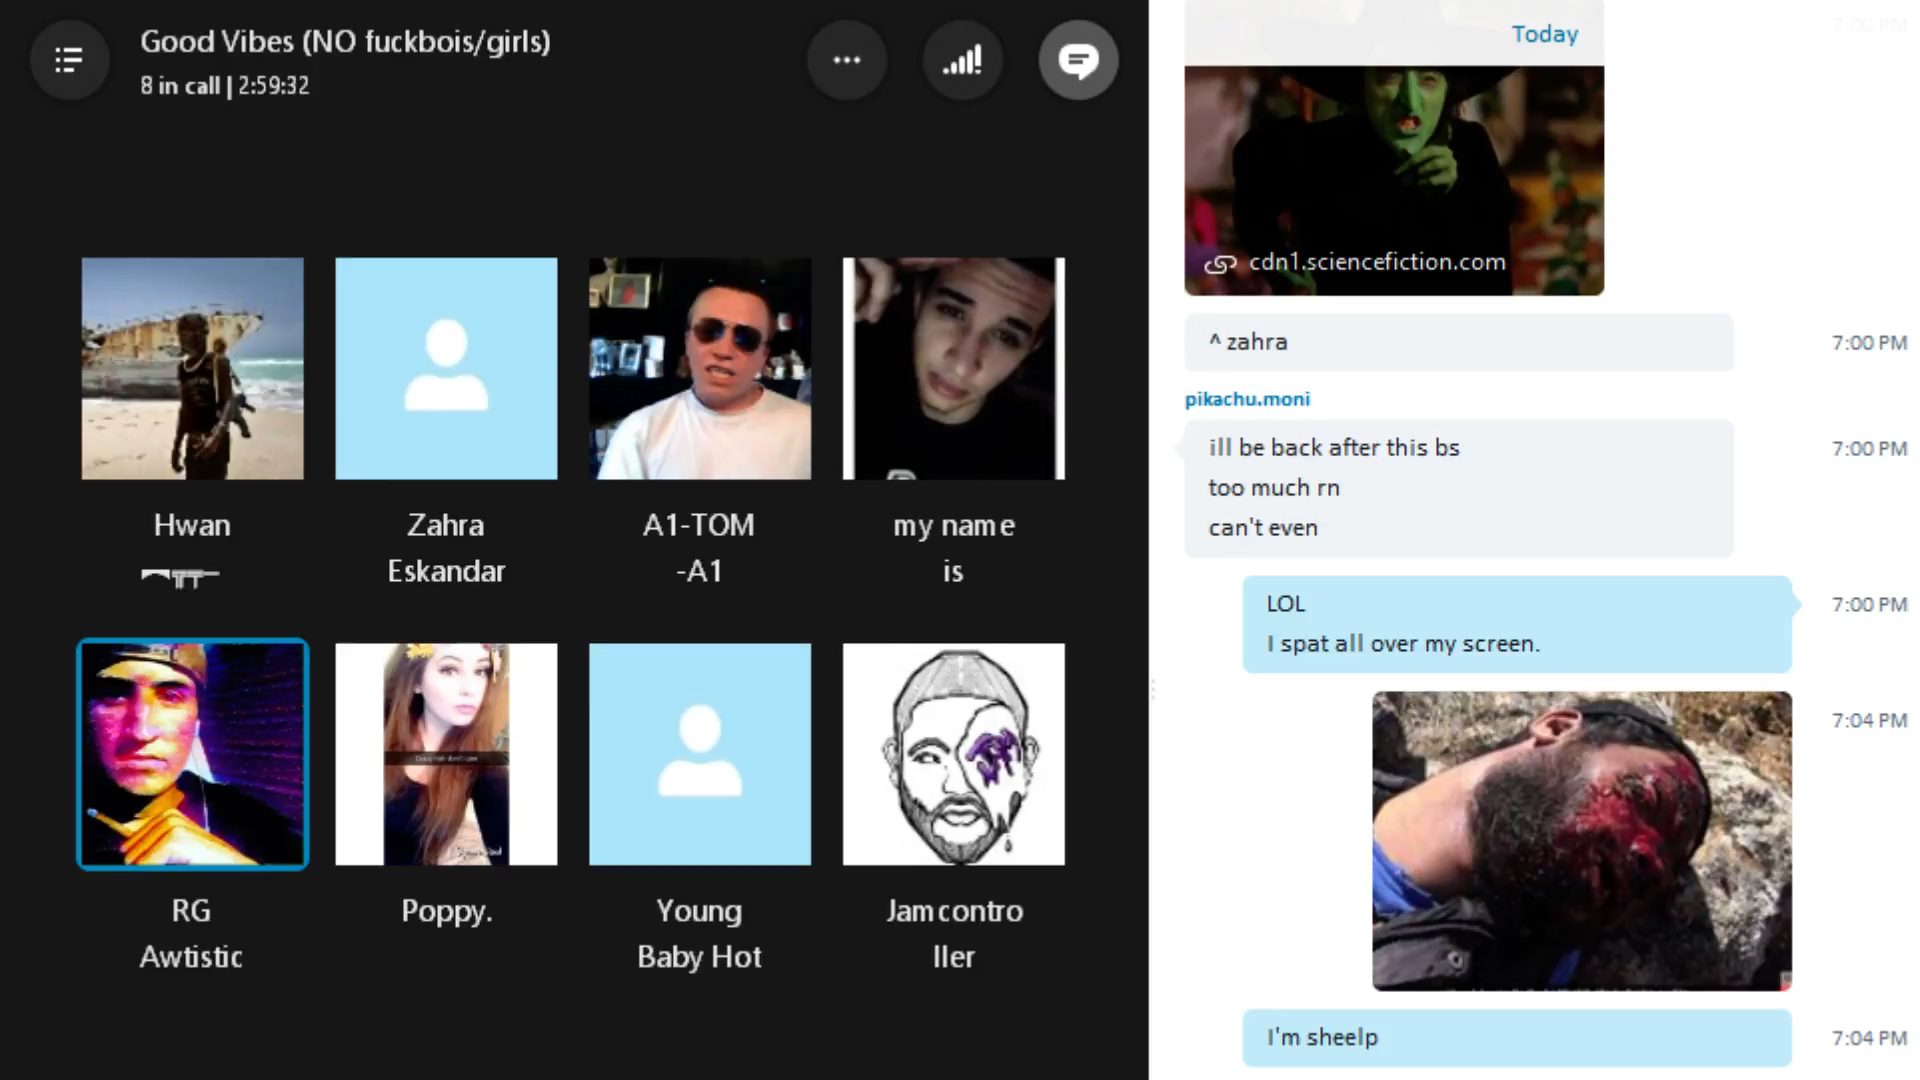 Good Vibes (NO fuckbois/girls)
8 in call | 2:59:32
Hwan
Zahra
Eskandar
A1-TOM
-A1
my name
is
RG
Awtistic
Poppy.
Young
Baby Hot
Jamcontro
ller
Today
7:00 PM
cdn1.sciencefiction.com
^ zahra
7:00 PM
pikachu.moni
ill be back after this bs
7:00 PM
too much rn
can't even
LOL
7:00 PM
I spat all over my screen.
7:04 PM
I'm sheelp
7:04 PM